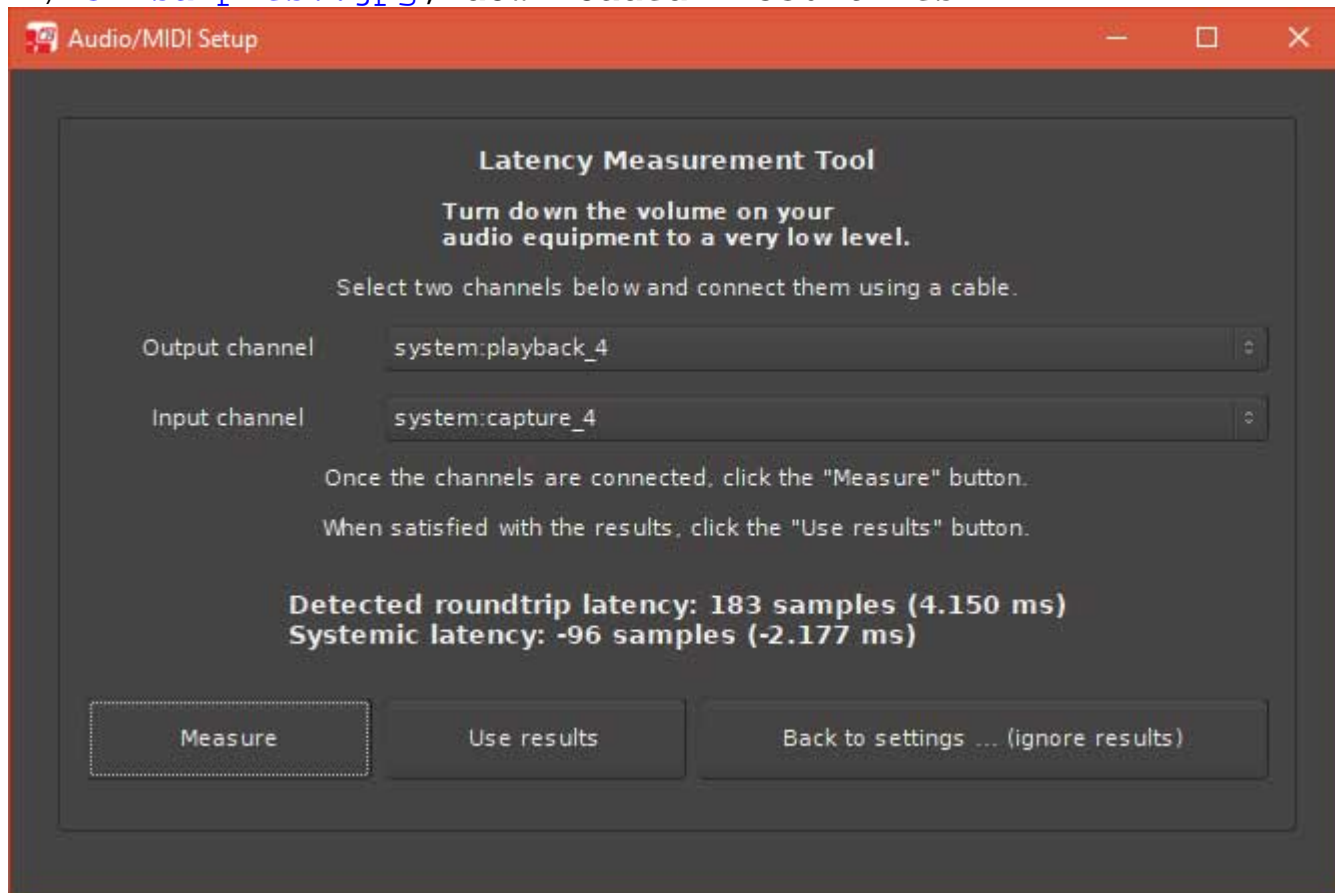 Audio/MIDI Setup
Latency Measurement Tool
Turn down the volume on your
audio equipment to a very low level.
Select two channels below and connect them using a cable.
Output channel system:playback_4
Input channel system:capture_4
Once the channels are connected, click the "Measure" button.
When satisfied with the results, click the "Use results" button.
Detected roundtrip latency: 183 samples (4.150 ms)
Systemic latency: -96 samples (-2.177 ms)
Measure Use results Back to settings ... (ignore results)